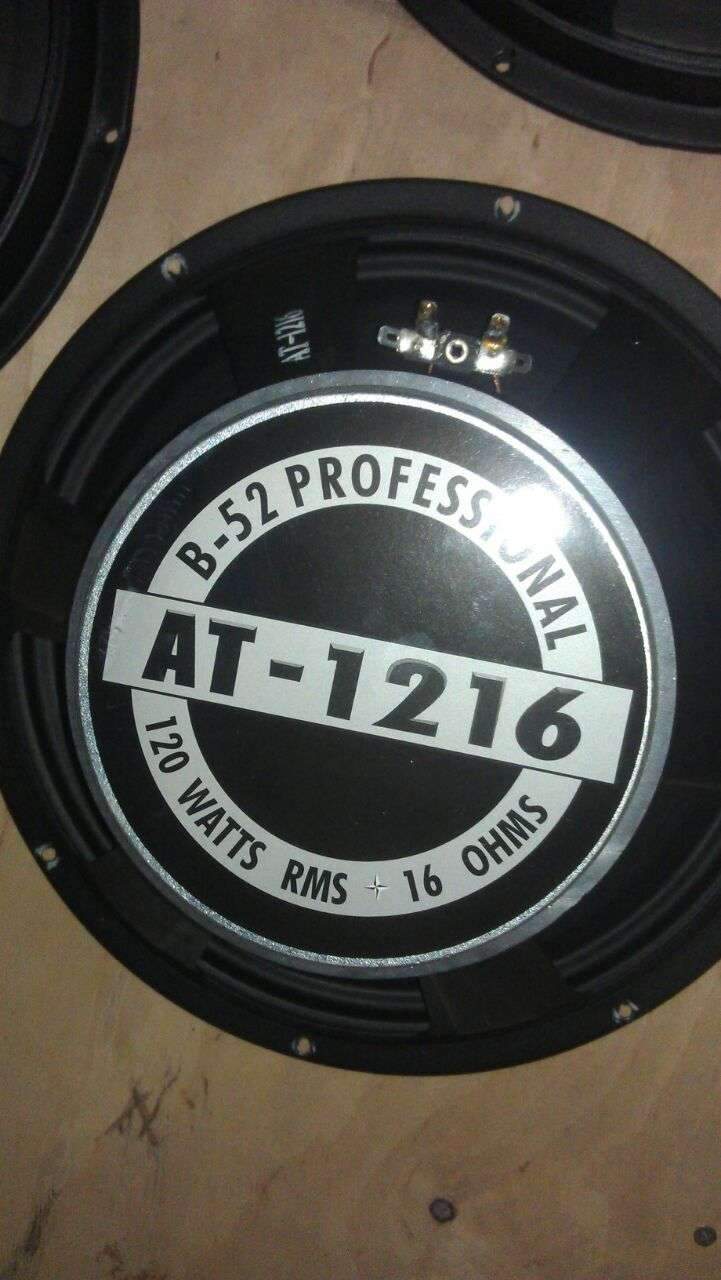 AT-1216
B-52 PROFESSIONAL
AT-1216
120 WATTS RMS 16 OHMS